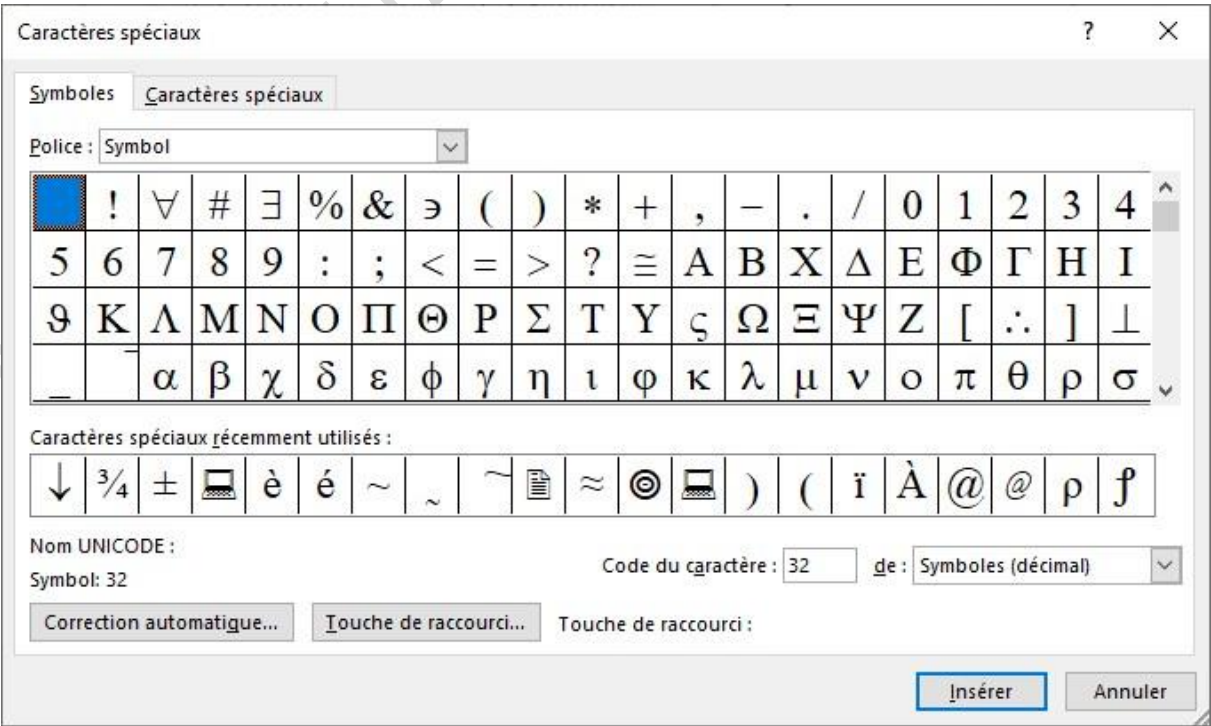 Caractères spéciaux ? ×
Symboles Caractères spéciaux
Police : Symbol
! ∀ # ∃ % & ∍ ( ) ∗ + , − . / 0 1 2 3 4
5 6 7 8 9 : ; < = > ? ≅ Α Β Χ Δ Ε Φ Γ Η Ι
ϑ Κ Λ Μ Ν Ο Π Θ Ρ Σ Τ Υ ς Ω Ξ Ψ Ζ [ ∴ ] ⊥
_ ‾ α β χ δ ε ϕ γ η ι φ κ λ μ ν ο π θ ρ σ
Caractères spéciaux récemment utilisés :
↓ ¾ ± 💻 è é ~ ˷ ⁀ 🖹 ≈ ⊚ 💻 ) ( ï À @ @ ρ ƒ
Nom UNICODE :
Symbol: 32
Code du caractère : 32 de : Symboles (décimal)
Correction automatique... Touche de raccourci... Touche de raccourci :
Insérer Annuler